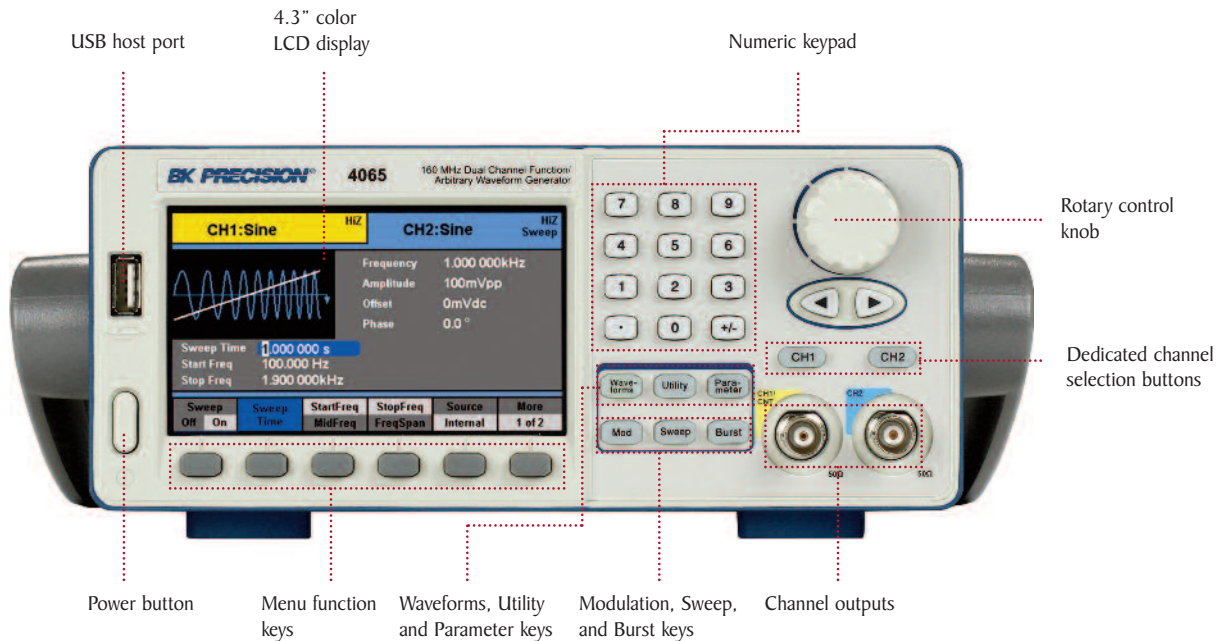 4.3” color
LCD display
USB host port
Numeric keypad
BK PRECISION®
4065
160 MHz Dual Channel Function/
Arbitrary Waveform Generator
CH1:Sine
HiZ
CH2:Sine
HiZ
Sweep
Frequency 1.000 000kHz
Amplitude 100mVpp
Offset 0mVdc
Phase 0.0 °
Sweep Time 1.000 000 s
Start Freq 100.000 Hz
Stop Freq 1.900 000kHz
Sweep
Off On
Sweep
Time
StartFreq
MidFreq
StopFreq
FreqSpan
Source
Internal
More
1 of 2
7 8 9
4 5 6
1 2 3
· 0 +/-
Wave-
forms
Utility
Para-
meter
Mod Sweep Burst
Rotary control
knob
CH1 CH2
Dedicated channel
selection buttons
CH1/
CNT
CH2
50Ω
50Ω
Power button
Menu function
keys
Waveforms, Utility
and Parameter keys
Modulation, Sweep,
and Burst keys
Channel outputs